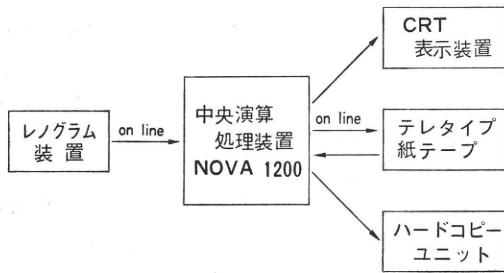 レノグラム
装置
on line
中央演算
処理装置
NOVA 1200
on line
CRT
表示装置
テレタイプ
紙テープ
ハードコピー
ユニット